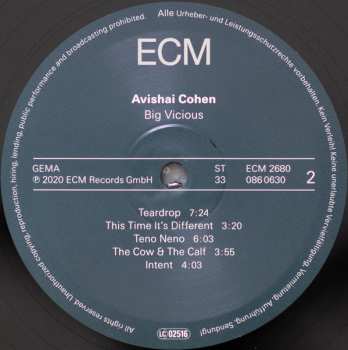 Alle Urheber- und Leistungsschutzrechte vorbehalten. Kein Verleih! Keine unerlaubte Vervielfältigung, Vermietung, Aufführung, Sendung!
ECM
Avishai Cohen
Big Vicious
GEMA ST ECM 2680
℗ 2020 ECM Records GmbH 33 086 0630 2
Teardrop 7:24
This Time It's Different 3:20
Teno Neno 6:03
The Cow & The Calf 3:55
Intent 4:03
LC 02516
All rights reserved. Unauthorized copying, reproduction, hiring, lending, public performance and broadcasting prohibited.